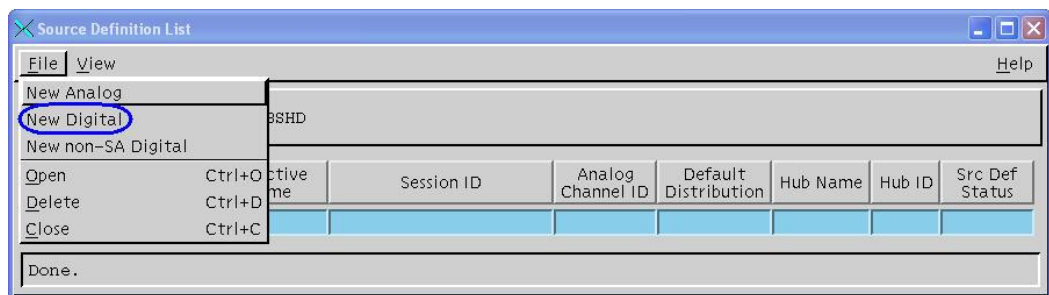 Source Definition List
File View Help
New Analog
New Digital
New non-SA Digital
Open Ctrl+O
Delete Ctrl+D
Close Ctrl+C
BSHD
ctive
me
Session ID
Analog
Channel ID
Default
Distribution
Hub Name
Hub ID
Src Def
Status
Done.